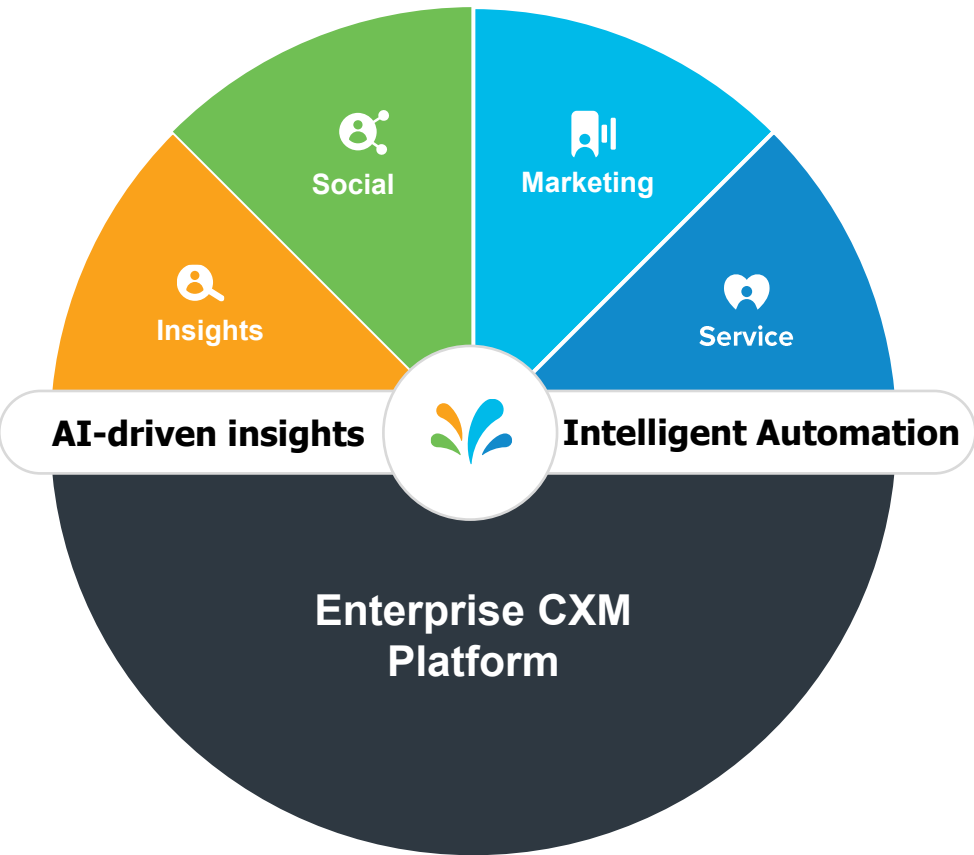 Social
Marketing
Insights
Service
AI-driven insights
Intelligent Automation
Enterprise CXM
Platform